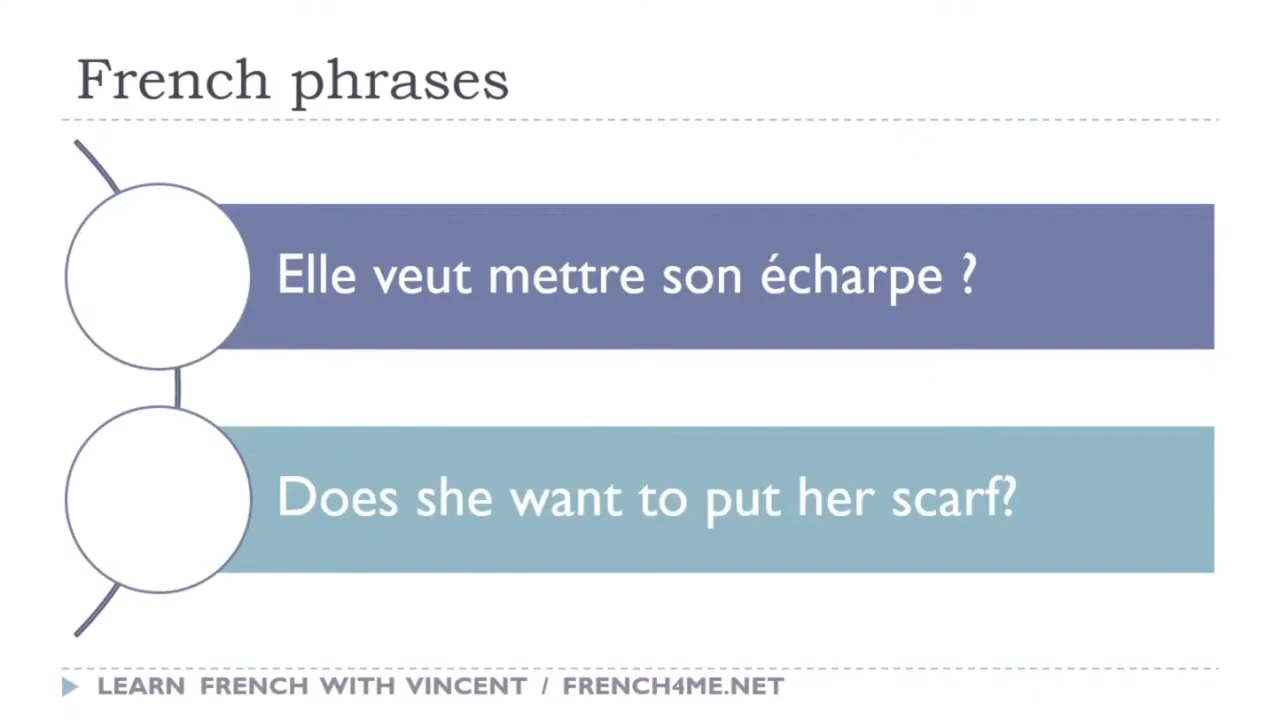 French phrases
Elle veut mettre son écharpe ?
Does she want to put her scarf?
LEARN FRENCH WITH VINCENT / FRENCH4ME.NET